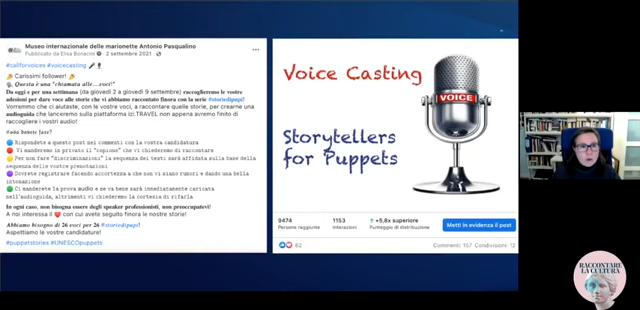 Museo internazionale delle marionette Antonio Pasqualino
Pubblicato da Elisa Bonacini · 2 settembre 2021
#callforvoices #voicecasting
Carissimi follower!
Questa è una "chiamata alle...voci!"
Da oggi e per una settimana (da giovedì 2 a giovedì 9 settembre) raccoglieremo le vostre
adesioni per dare voce alle storie che vi abbiamo raccontato finora con la serie #storiedipupi!
Vorremmo che ci aiutaste, con le vostre voci, a raccontare quelle storie, per crearne una
audioguida che lanceremo sulla piattaforma izi.TRAVEL non appena avremo finito di
raccogliere i vostri audio!
Cosa dovete fare?
Rispondete a questo post nei commenti con la vostra candidatura
Vi manderemo in privato il "copione" che vi chiederemo di raccontare
Per non fare "discriminazioni" la sequenza dei testi sarà affidata sulla base della
sequenza delle vostre prenotazioni
Dovrete registrare facendo accortezza a che non vi siano rumori e dando una bella
intonazione
Ci manderete la prova audio e se va bene sarà immediatamente caricata
nell'audioguida, altrimenti vi chiederemo la cortesia di rifarla
In ogni caso, non bisogna essere degli speaker professionisti, non preoccupatevi!
A noi interessa il con cui avete seguito finora le nostre storie!
Abbiamo bisogno di 26 voci per 26 #storiedipupi!
Aspettiamo le vostre candidature!
#puppetstories #UNESCOpuppets
Voice Casting
VOICE
Storytellers
for Puppets
9474
Persone raggiunte
1153
Interazioni
+5,8x superiore
Punteggio di distribuzione
Metti in evidenza il post
62
Commenti: 157 Condivisioni: 12
RACCONTARE
LA CULTURA